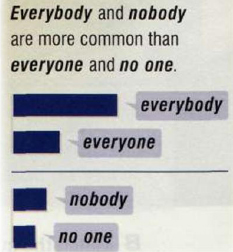 Everybody and nobody
are more common than
everyone and no one.
everybody
everyone
nobody
no one